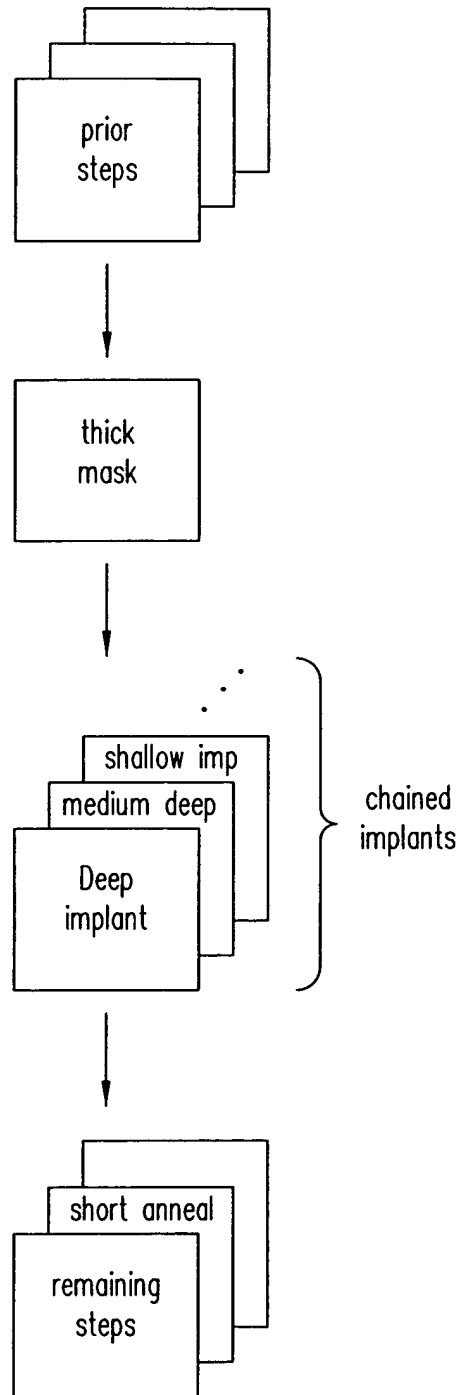 prior
steps
thick
mask
shallow imp
medium deep
Deep
implant
chained
implants
short anneal
remaining
steps